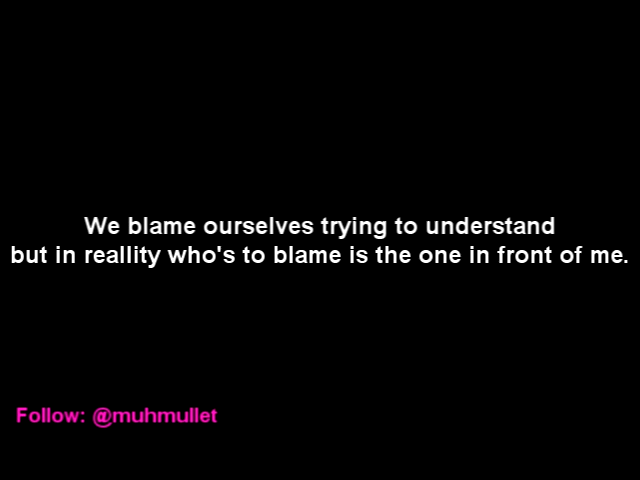 We blame ourselves trying to understand
but in reallity who's to blame is the one in front of me.
Follow: @muhmullet